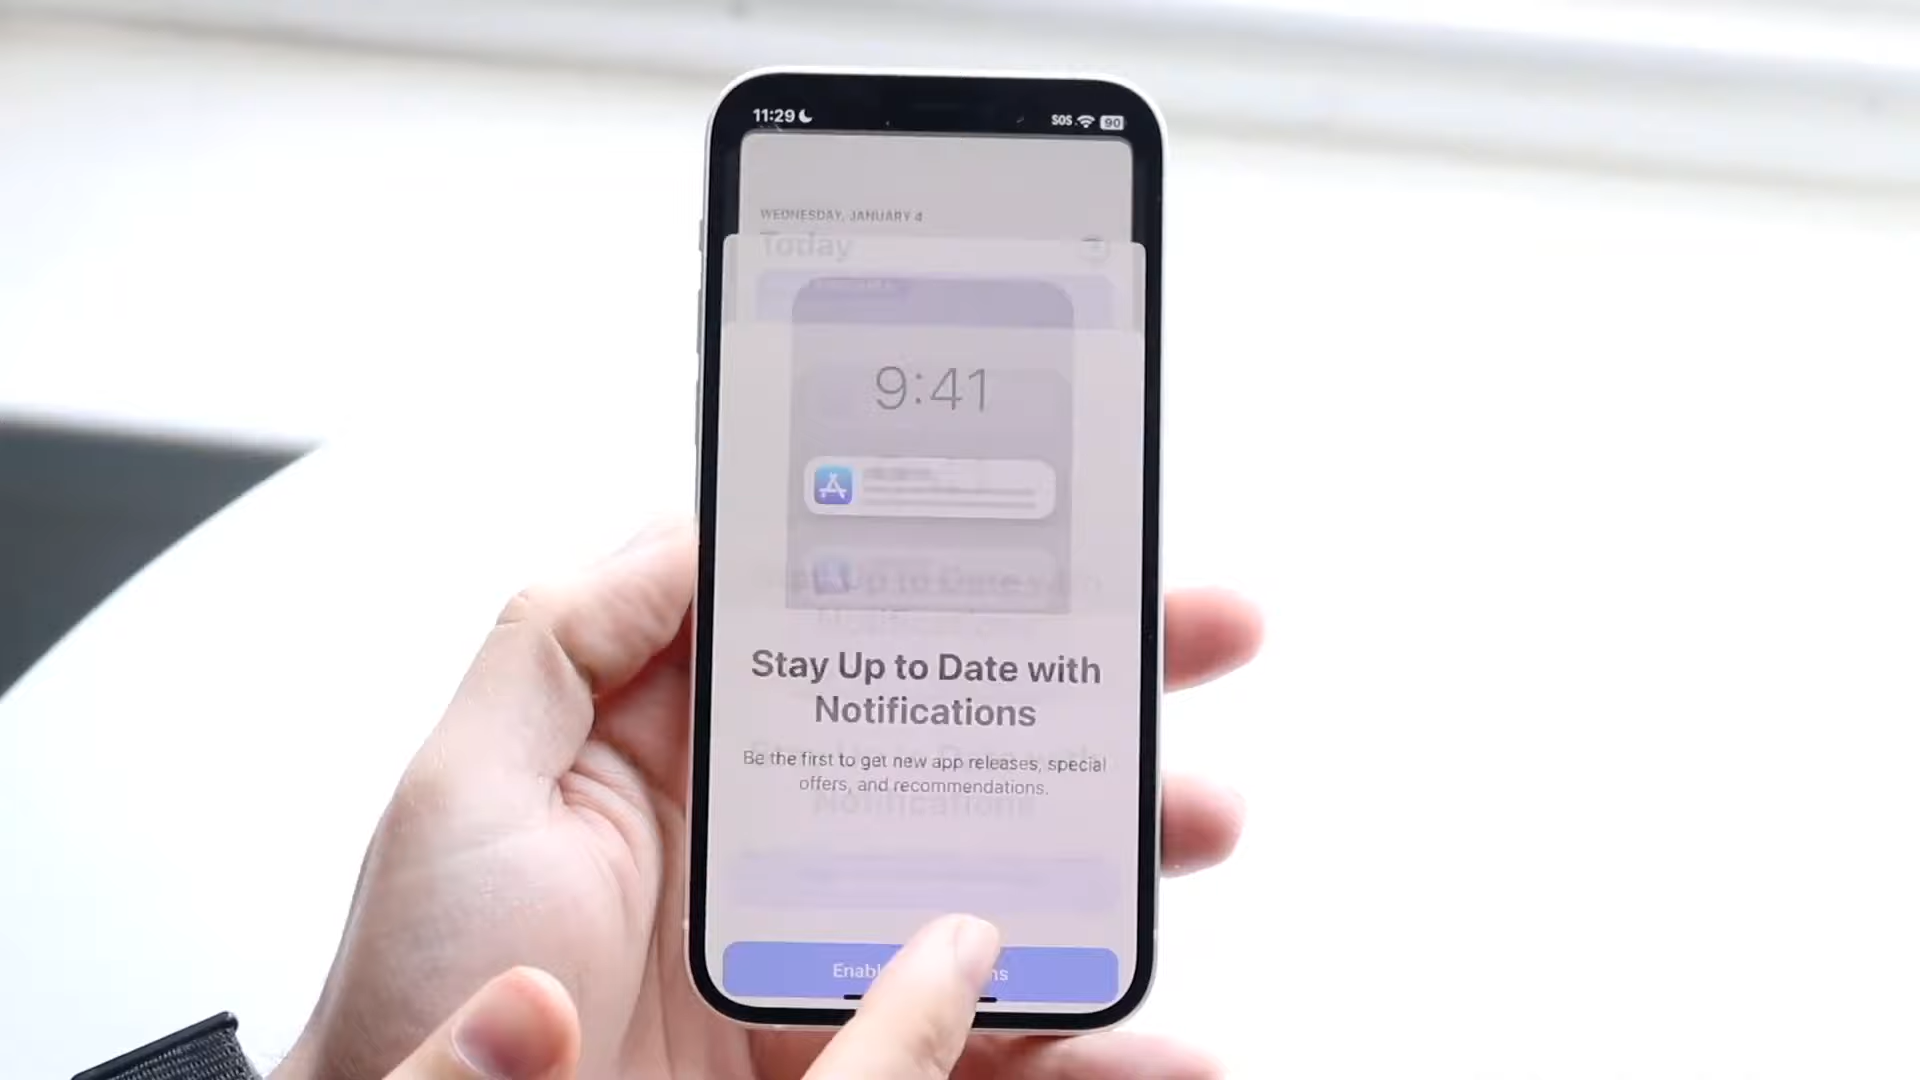 11:29
SOS 90
WEDNESDAY, JANUARY 4
Today
9:41
Stay Up to Date with
Notifications
Be the first to get new app releases, special
offers, and recommendations.